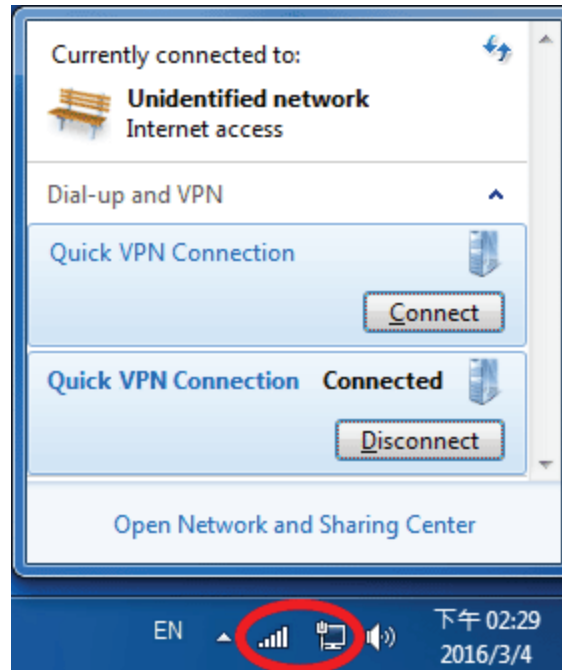 Currently connected to:
Unidentified network
Internet access
Dial-up and VPN
Quick VPN Connection
Connect
Quick VPN Connection Connected
Disconnect
Open Network and Sharing Center
EN 下午 02:29
2016/3/4